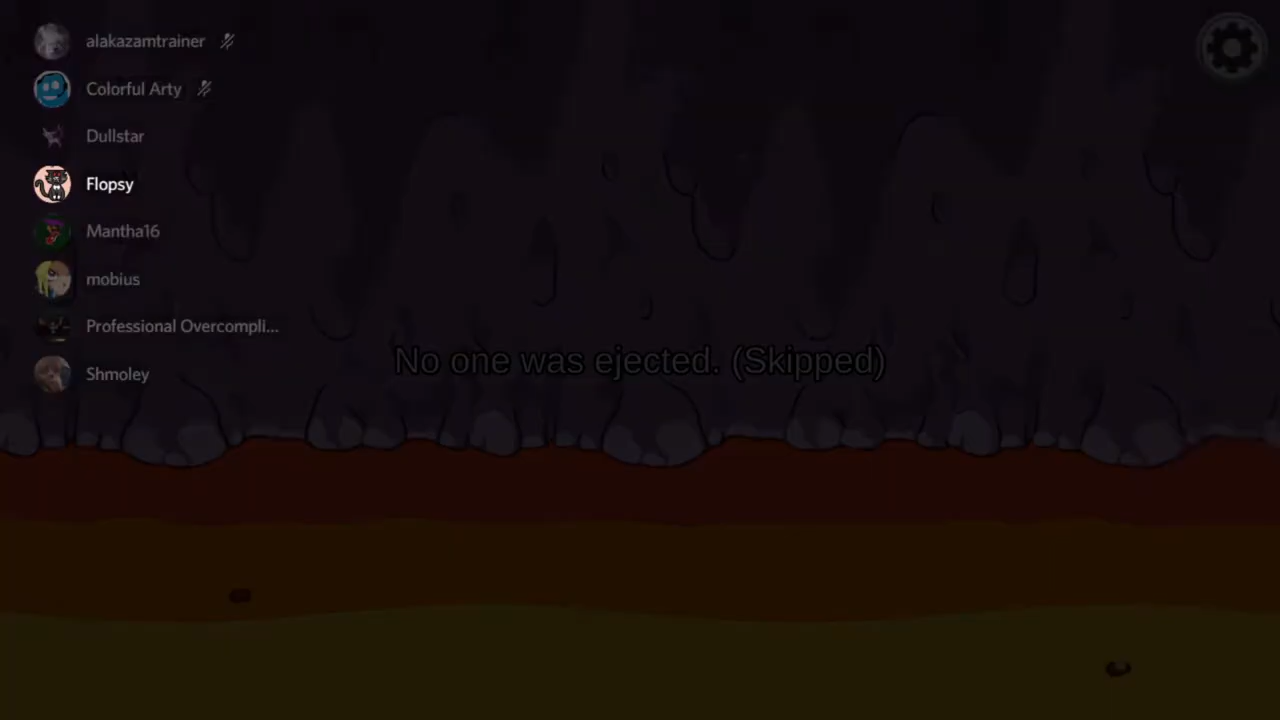 alakazamtrainer
Colorful Arty
Dullstar
Flopsy
Mantha16
mobius
Professional Overcompli...
Shmoley
No one was ejected. (Skipped)